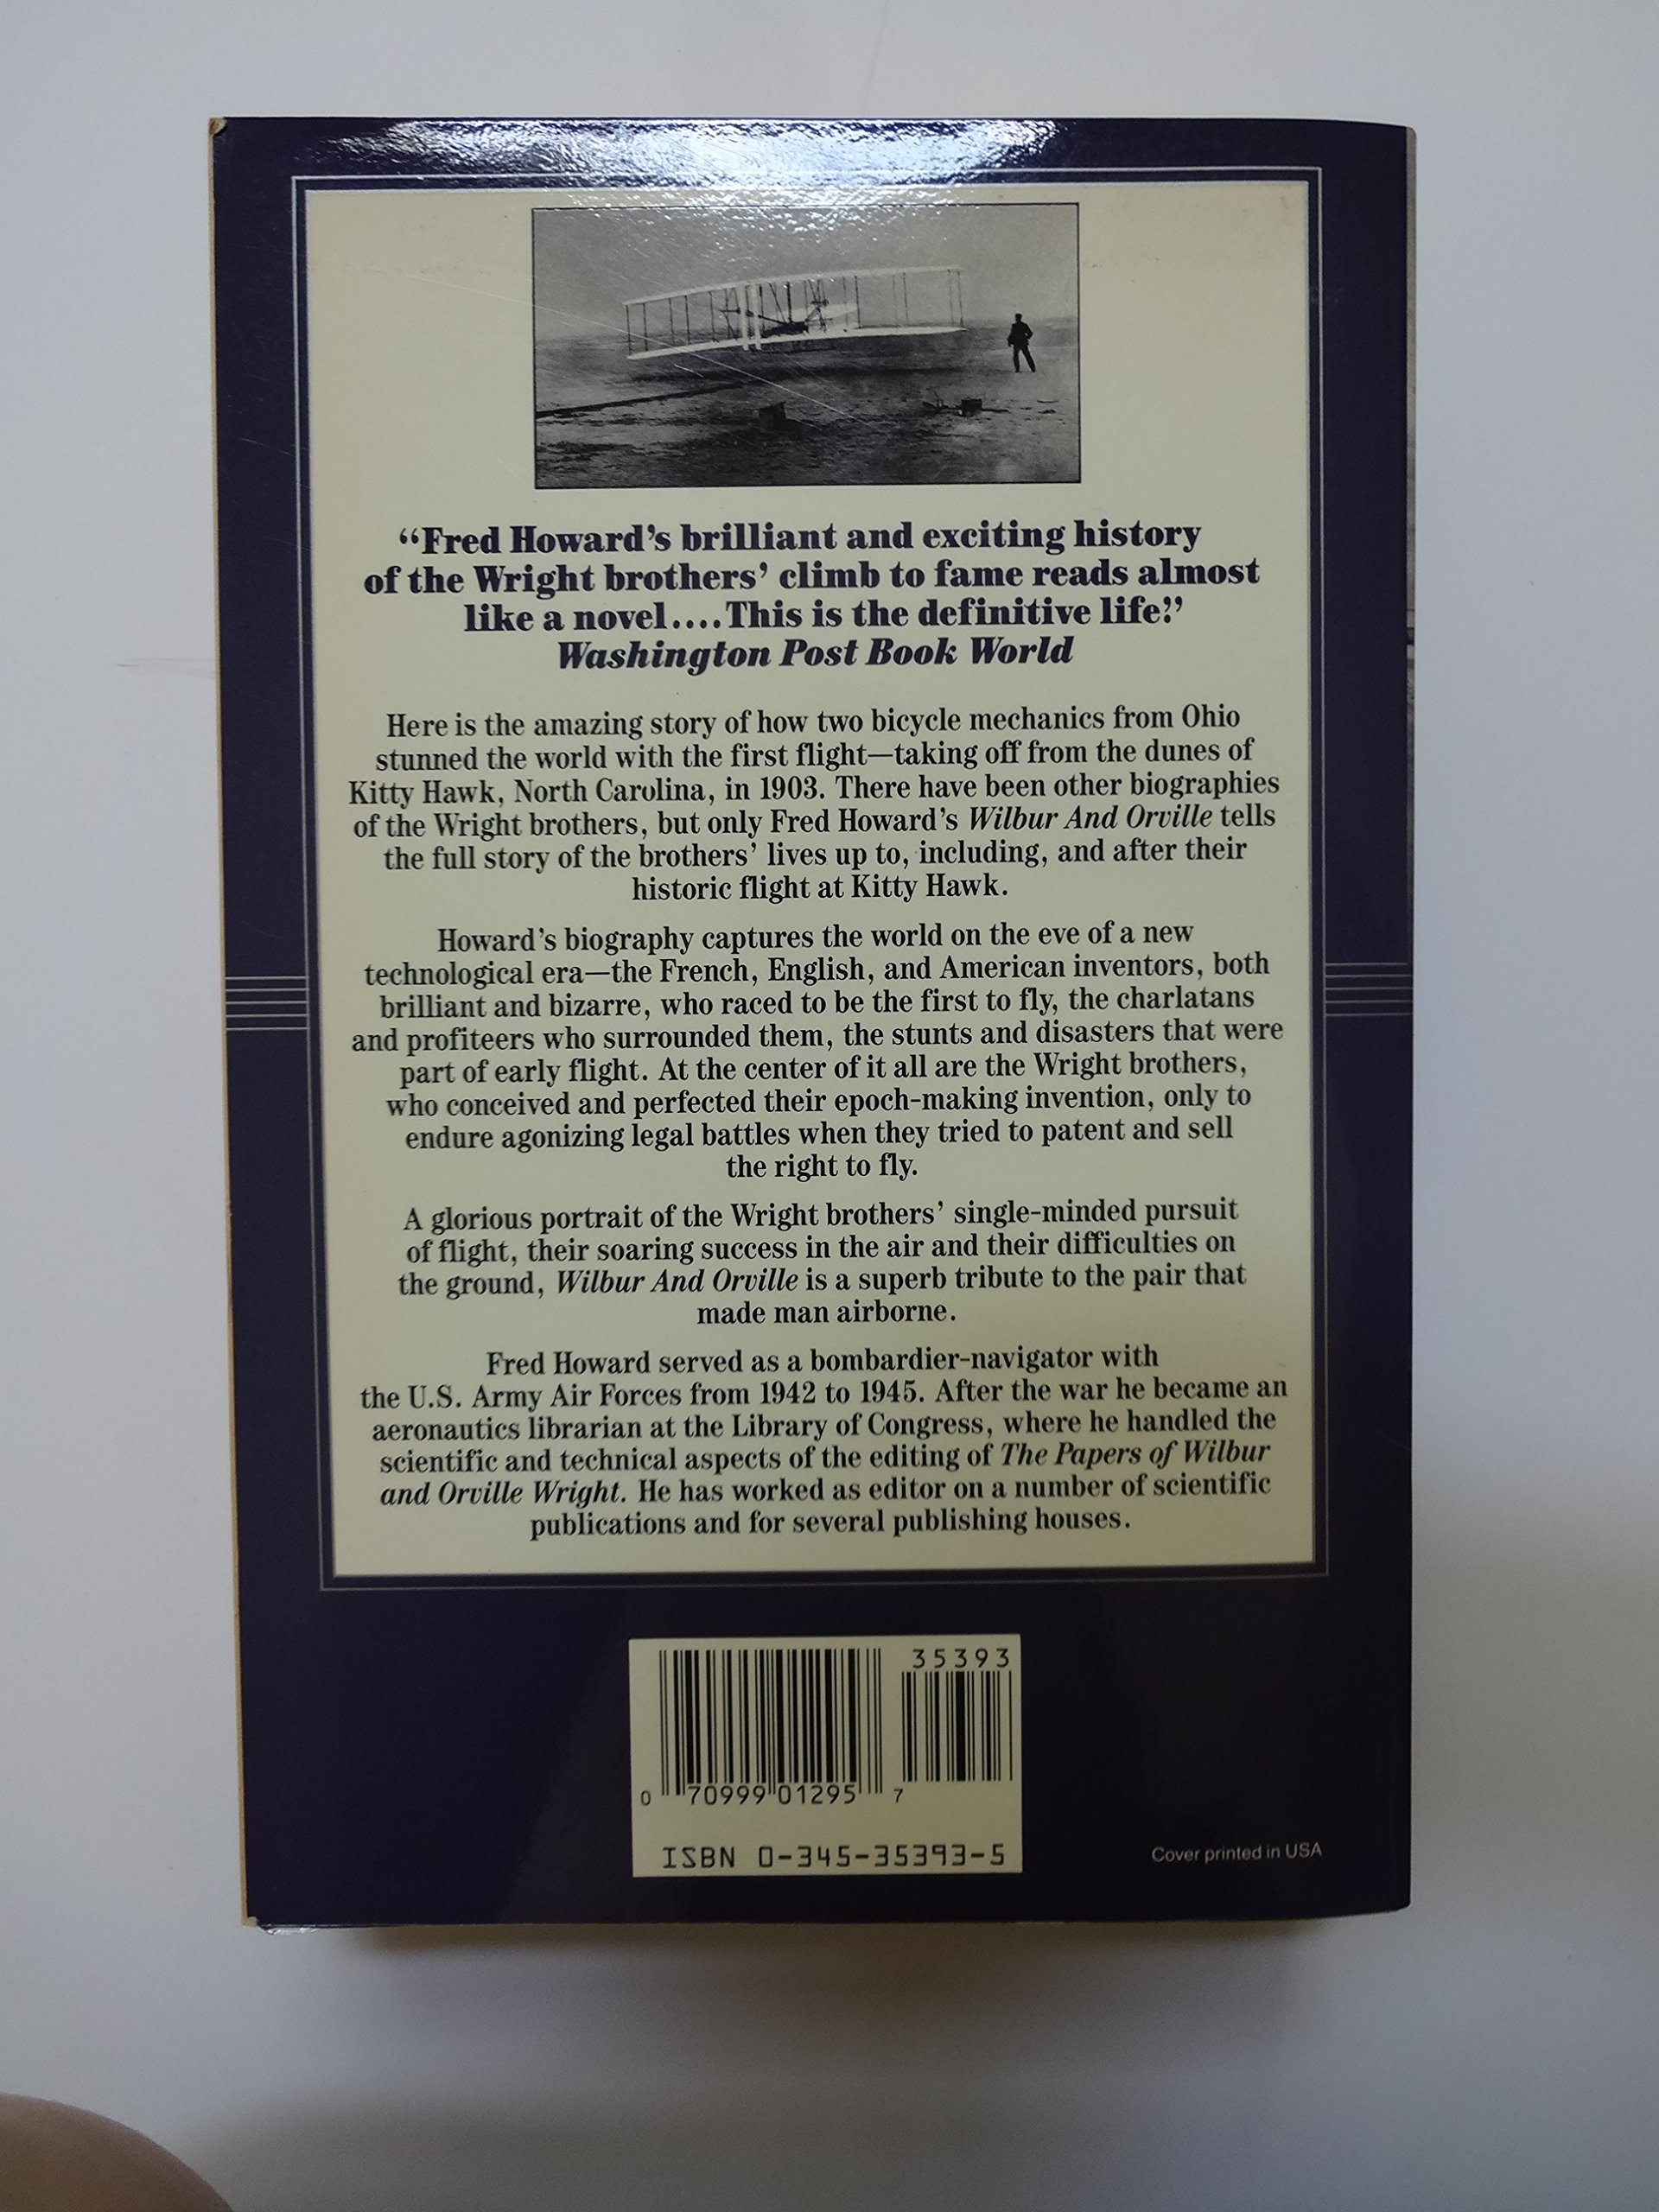 “Fred Howard’s brilliant and exciting history
of the Wright brothers’ climb to fame reads almost
like a novel....This is the definitive life.”
Washington Post Book World
Here is the amazing story of how two bicycle mechanics from Ohio
stunned the world with the first flight—taking off from the dunes of
Kitty Hawk, North Carolina, in 1903. There have been other biographies
of the Wright brothers, but only Fred Howard’s Wilbur And Orville tells
the full story of the brothers’ lives up to, including, and after their
historic flight at Kitty Hawk.
Howard’s biography captures the world on the eve of a new
technological era—the French, English, and American inventors, both
brilliant and bizarre, who raced to be the first to fly, the charlatans
and profiteers who surrounded them, the stunts and disasters that were
part of early flight. At the center of it all are the Wright brothers,
who conceived and perfected their epoch-making invention, only to
endure agonizing legal battles when they tried to patent and sell
the right to fly.
A glorious portrait of the Wright brothers’ single-minded pursuit
of flight, their soaring success in the air and their difficulties on
the ground, Wilbur And Orville is a superb tribute to the pair that
made man airborne.
Fred Howard served as a bombardier-navigator with
the U.S. Army Air Forces from 1942 to 1945. After the war he became an
aeronautics librarian at the Library of Congress, where he handled the
scientific and technical aspects of the editing of The Papers of Wilbur
and Orville Wright. He has worked as editor on a number of scientific
publications and for several publishing houses.
35393
0 70999 01295 7
ISBN 0-345-35393-5
Cover printed in USA